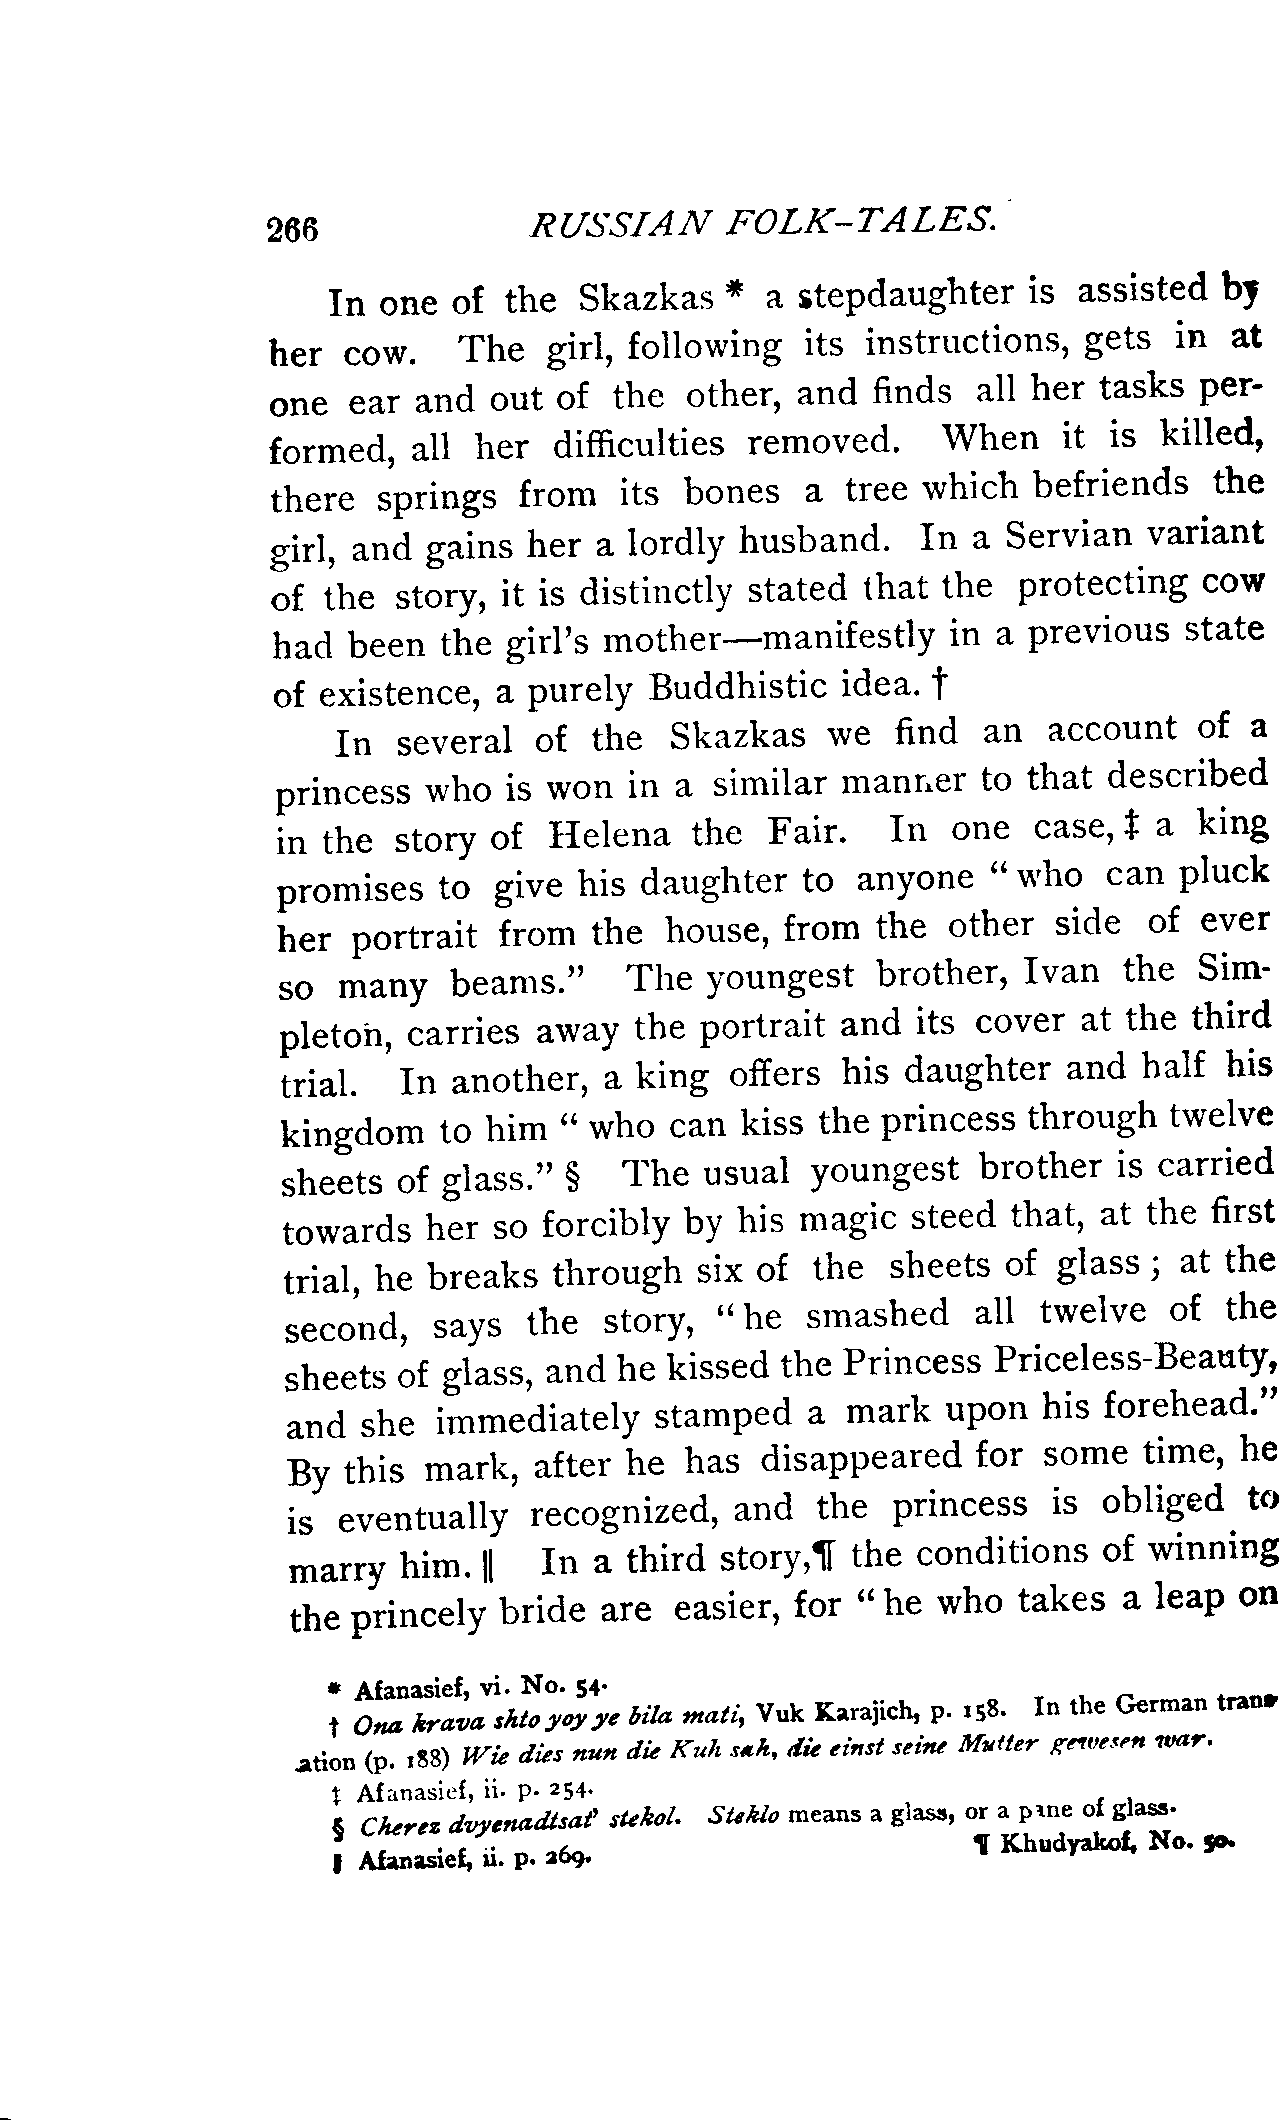 266 RUSSIAN FOLK-TALES.
In one of the Skazkas * a stepdaughter is assisted by
her cow. The girl, following its instructions, gets in at
one ear and out of the other, and finds all her tasks per-
formed, all her difficulties removed. When it is killed,
there springs from its bones a tree which befriends the
girl, and gains her a lordly husband. In a Servian variant
of the story, it is distinctly stated that the protecting cow
had been the girl's mother—manifestly in a previous state
of existence, a purely Buddhistic idea. †
In several of the Skazkas we find an account of a
princess who is won in a similar manner to that described
in the story of Helena the Fair. In one case, ‡ a king
promises to give his daughter to anyone "who can pluck
her portrait from the house, from the other side of ever
so many beams." The youngest brother, Ivan the Sim-
pleton, carries away the portrait and its cover at the third
trial. In another, a king offers his daughter and half his
kingdom to him "who can kiss the princess through twelve
sheets of glass." § The usual youngest brother is carried
towards her so forcibly by his magic steed that, at the first
trial, he breaks through six of the sheets of glass; at the
second, says the story, "he smashed all twelve of the
sheets of glass, and he kissed the Princess Priceless-Beauty,
and she immediately stamped a mark upon his forehead."
By this mark, after he has disappeared for some time, he
is eventually recognized, and the princess is obliged to
marry him. ‖ In a third story,¶ the conditions of winning
the princely bride are easier, for "he who takes a leap on
* Afanasief, vi. No. 54.
† Ona krava shto yoy ye bila mati, Vuk Karajich, p. 158. In the German trans
ation (p. 188) Wie dies nun die Kuh sah, die einst seine Mutter gewesen war.
‡ Afanasief, ii. p. 254.
§ Cherez dvyenadtsat' stekol. Steklo means a glass, or a pane of glass.
‖ Afanasief, ii. p. 269. ¶ Khudyakof, No. 50.